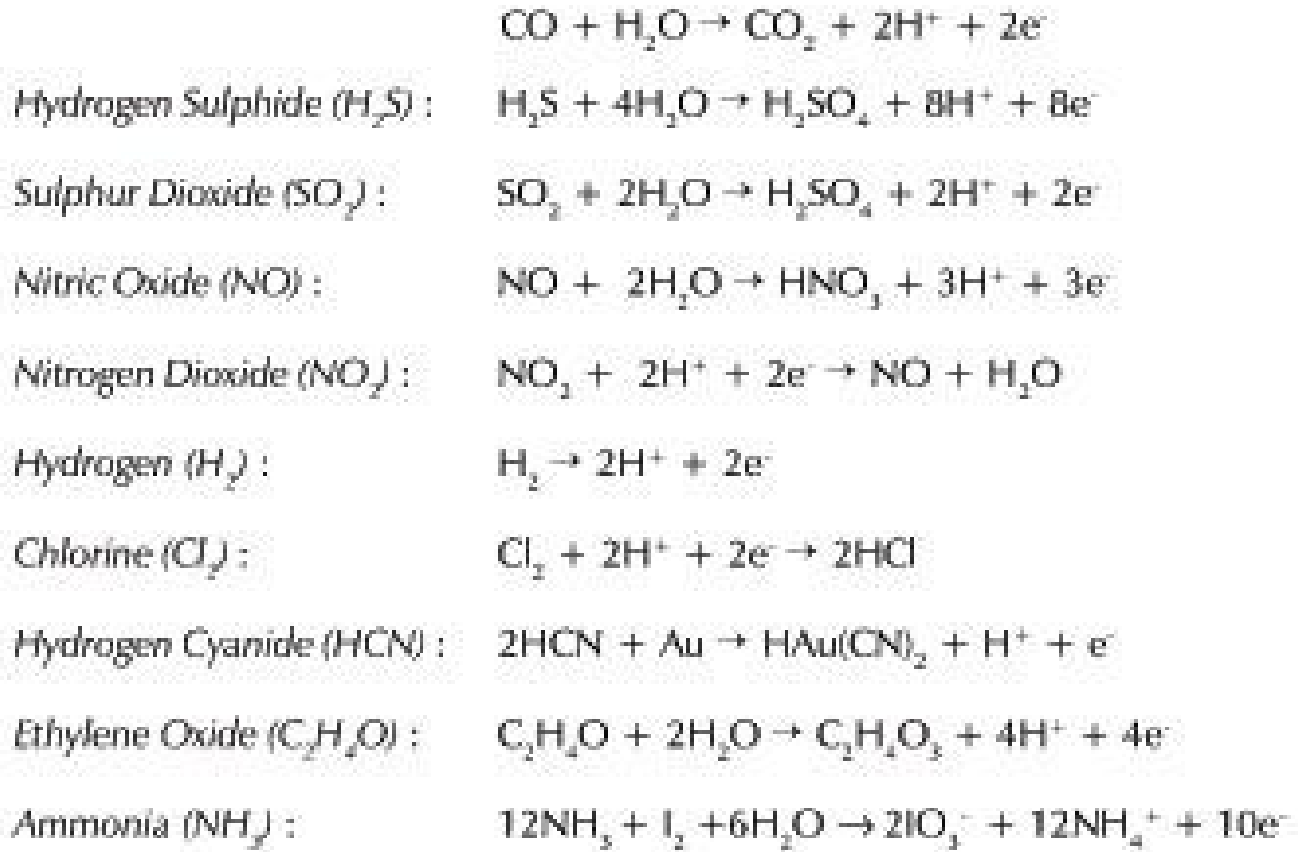 CO + H₂O → CO₂ + 2H⁺ + 2e⁻
Hydrogen Sulphide (H₂S) : H₂S + 4H₂O → H₂SO₄ + 8H⁺ + 8e⁻
Sulphur Dioxide (SO₂) : SO₂ + 2H₂O → H₂SO₄ + 2H⁺ + 2e⁻
Nitric Oxide (NO) : NO + 2H₂O → HNO₃ + 3H⁺ + 3e⁻
Nitrogen Dioxide (NO₂) : NO₂ + 2H⁺ + 2e⁻ → NO + H₂O
Hydrogen (H₂) : H₂ → 2H⁺ + 2e⁻
Chlorine (Cl₂) : Cl₂ + 2H⁺ + 2e⁻ → 2HCl
Hydrogen Cyanide (HCN) : 2HCN + Au → HAu(CN)₂ + H⁺ + e⁻
Ethylene Oxide (C₂H₄O) : C₂H₄O + 2H₂O → C₂H₄O₃ + 4H⁺ + 4e⁻
Ammonia (NH₃) : 12NH₃ + I₂ +6H₂O → 2IO₃⁻ + 12NH₄⁺ + 10e⁻